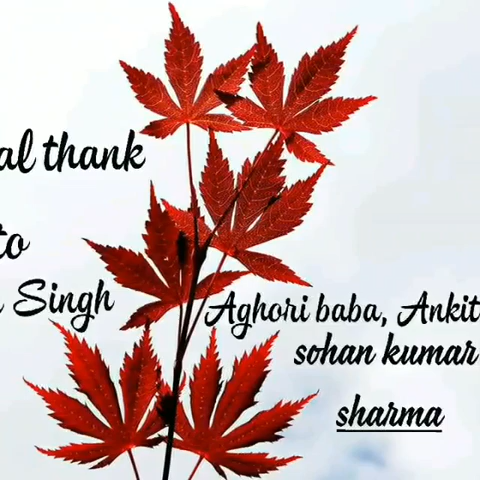 al thank
to
Singh
Aghori baba, Ankit
sohan kumar
sharma